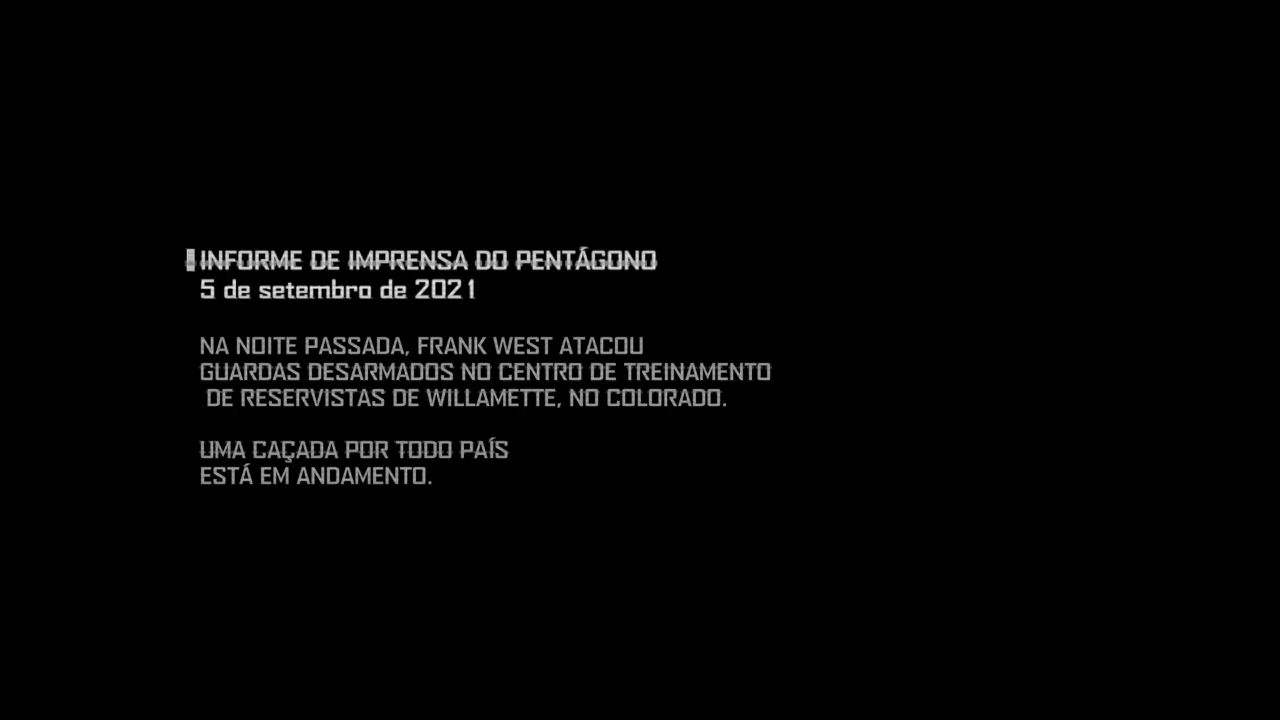 INFORME DE IMPRENSA DO PENTÁGONO
5 de setembro de 2021
NA NOITE PASSADA, FRANK WEST ATACOU
GUARDAS DESARMADOS NO CENTRO DE TREINAMENTO
DE RESERVISTAS DE WILLAMETTE, NO COLORADO.
UMA CAÇADA POR TODO PAÍS
ESTÁ EM ANDAMENTO.